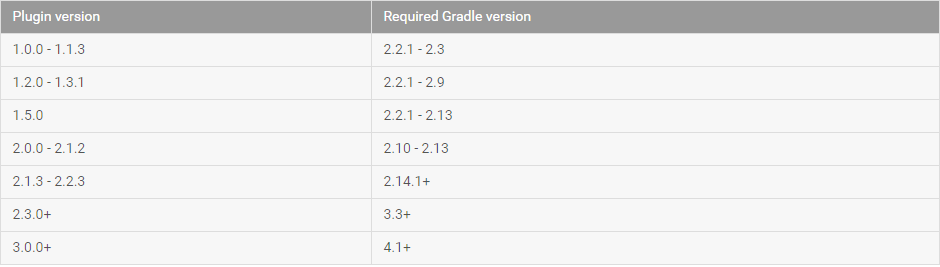 Plugin version Required Gradle version
1.0.0 - 1.1.3 2.2.1 - 2.3
1.2.0 - 1.3.1 2.2.1 - 2.9
1.5.0 2.2.1 - 2.13
2.0.0 - 2.1.2 2.10 - 2.13
2.1.3 - 2.2.3 2.14.1+
2.3.0+ 3.3+
3.0.0+ 4.1+